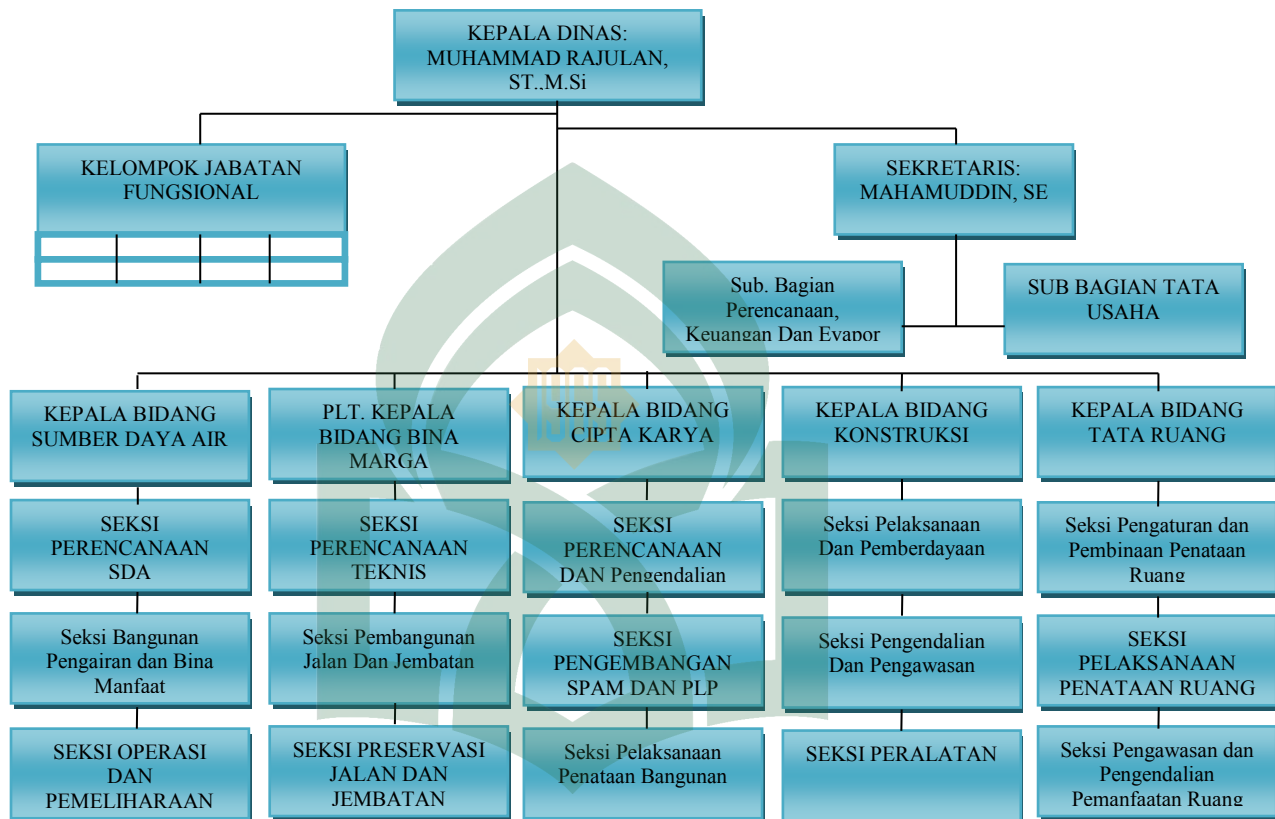 KEPALA DINAS:
MUHAMMAD RAJULAN,
ST.,M.Si
KELOMPOK JABATAN
FUNGSIONAL
SEKRETARIS:
MAHAMUDDIN, SE
Sub. Bagian
Perencanaan,
Keuangan Dan Evapor
SUB BAGIAN TATA
USAHA
KEPALA BIDANG
SUMBER DAYA AIR
PLT. KEPALA
BIDANG BINA
MARGA
KEPALA BIDANG
CIPTA KARYA
KEPALA BIDANG
KONSTRUKSI
KEPALA BIDANG
TATA RUANG
SEKSI
PERENCANAAN
SDA
SEKSI
PERENCANAAN
TEKNIS
SEKSI
PERENCANAAN
DAN Pengendalian
Seksi Pelaksanaan
Dan Pemberdayaan
Seksi Pengaturan dan
Pembinaan Penataan
Ruang
Seksi Bangunan
Pengairan dan Bina
Manfaat
Seksi Pembangunan
Jalan Dan Jembatan
SEKSI
PENGEMBANGAN
SPAM DAN PLP
Seksi Pengendalian
Dan Pengawasan
SEKSI
PELAKSANAAN
PENATAAN RUANG
SEKSI OPERASI
DAN
PEMELIHARAAN
SEKSI PRESERVASI
JALAN DAN
JEMBATAN
Seksi Pelaksanaan
Penataan Bangunan
SEKSI PERALATAN
Seksi Pengawasan dan
Pengendalian
Pemanfaatan Ruang